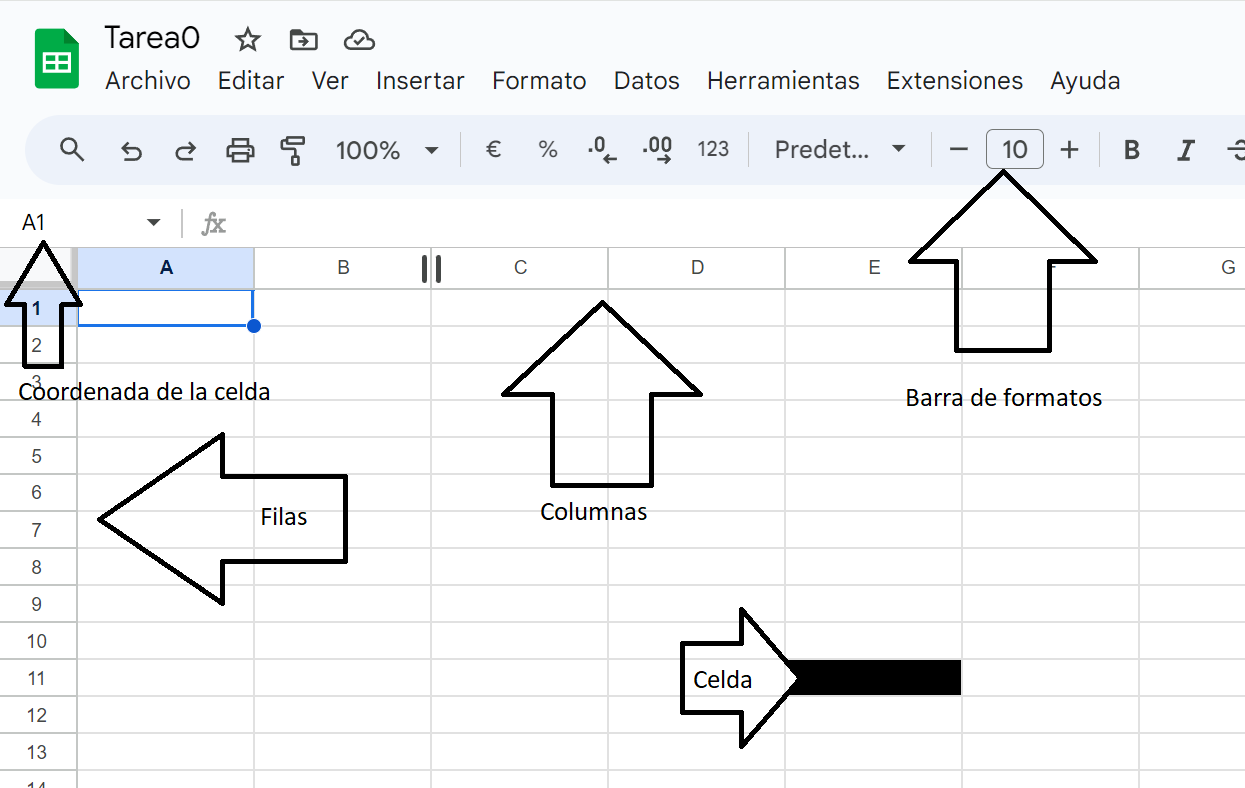 Tarea0
Archivo Editar Ver Insertar Formato Datos Herramientas Extensiones Ayuda
100% € % .0 .00 123 Predet... − 10 + B I S
A1 fx
A B C D E G
1
2
3
Coordenada de la celda
Barra de formatos
4
5
6
Filas
Columnas
7
8
9
10
11
Celda
12
13
14